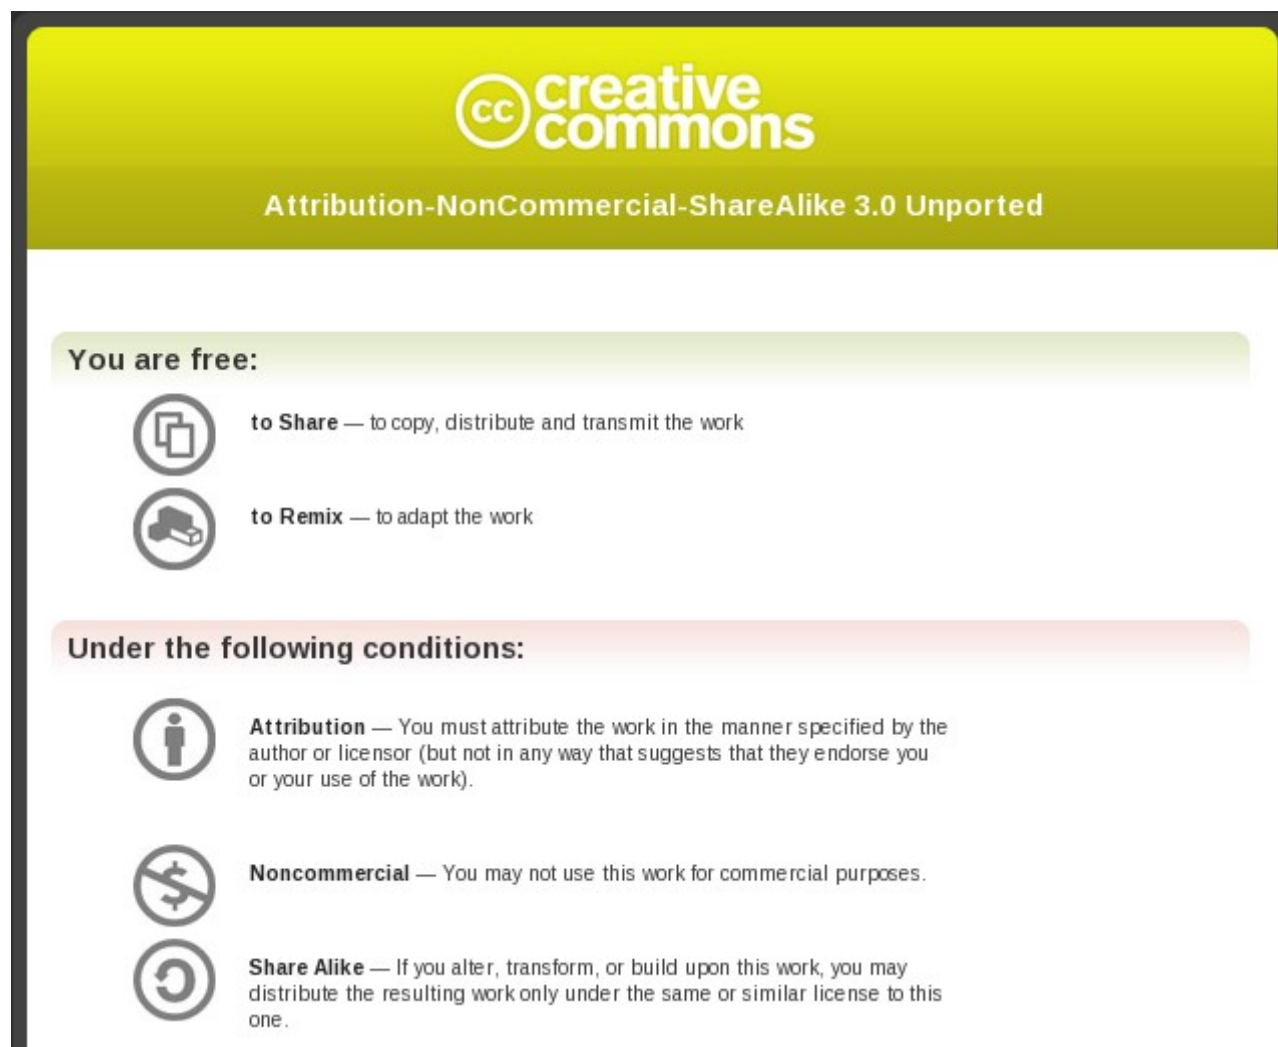 cc creative
commons
Attribution-NonCommercial-ShareAlike 3.0 Unported
You are free:
to Share — to copy, distribute and transmit the work
to Remix — to adapt the work
Under the following conditions:
Attribution — You must attribute the work in the manner specified by the
author or licensor (but not in any way that suggests that they endorse you
or your use of the work).
$
Noncommercial — You may not use this work for commercial purposes.
Share Alike — If you alter, transform, or build upon this work, you may
distribute the resulting work only under the same or similar license to this
one.